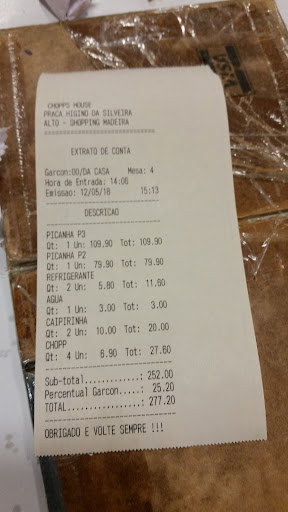 CHOPPS HOUSE
PRACA HIGINO DA SILVEIRA
ALTO - SHOPPING MADEIRA
==============================
EXTRATO DE CONTA
Garcon:00/DA CASA Mesa: 4
Hora de Entrada: 14:06
Emissao: 12/05/18 15:13
------------------------------
DESCRICAO
------------------------------
PICANHA P3
Qt: 1 Un: 109.90 Tot: 109.90
PICANHA P2
Qt: 1 Un: 79.90 Tot: 79.90
REFRIGERANTE
Qt: 2 Un: 5.80 Tot: 11.60
AGUA
Qt: 1 Un: 3.00 Tot: 3.00
CAIPIRINHA
Qt: 2 Un: 10.00 Tot: 20.00
CHOPP
Qt: 4 Un: 6.90 Tot: 27.60
------------------------------
Sub-total.............: 252.00
Percentual Garcon.....: 25.20
TOTAL.................: 277.20
------------------------------
OBRIGADO E VOLTE SEMPRE !!!